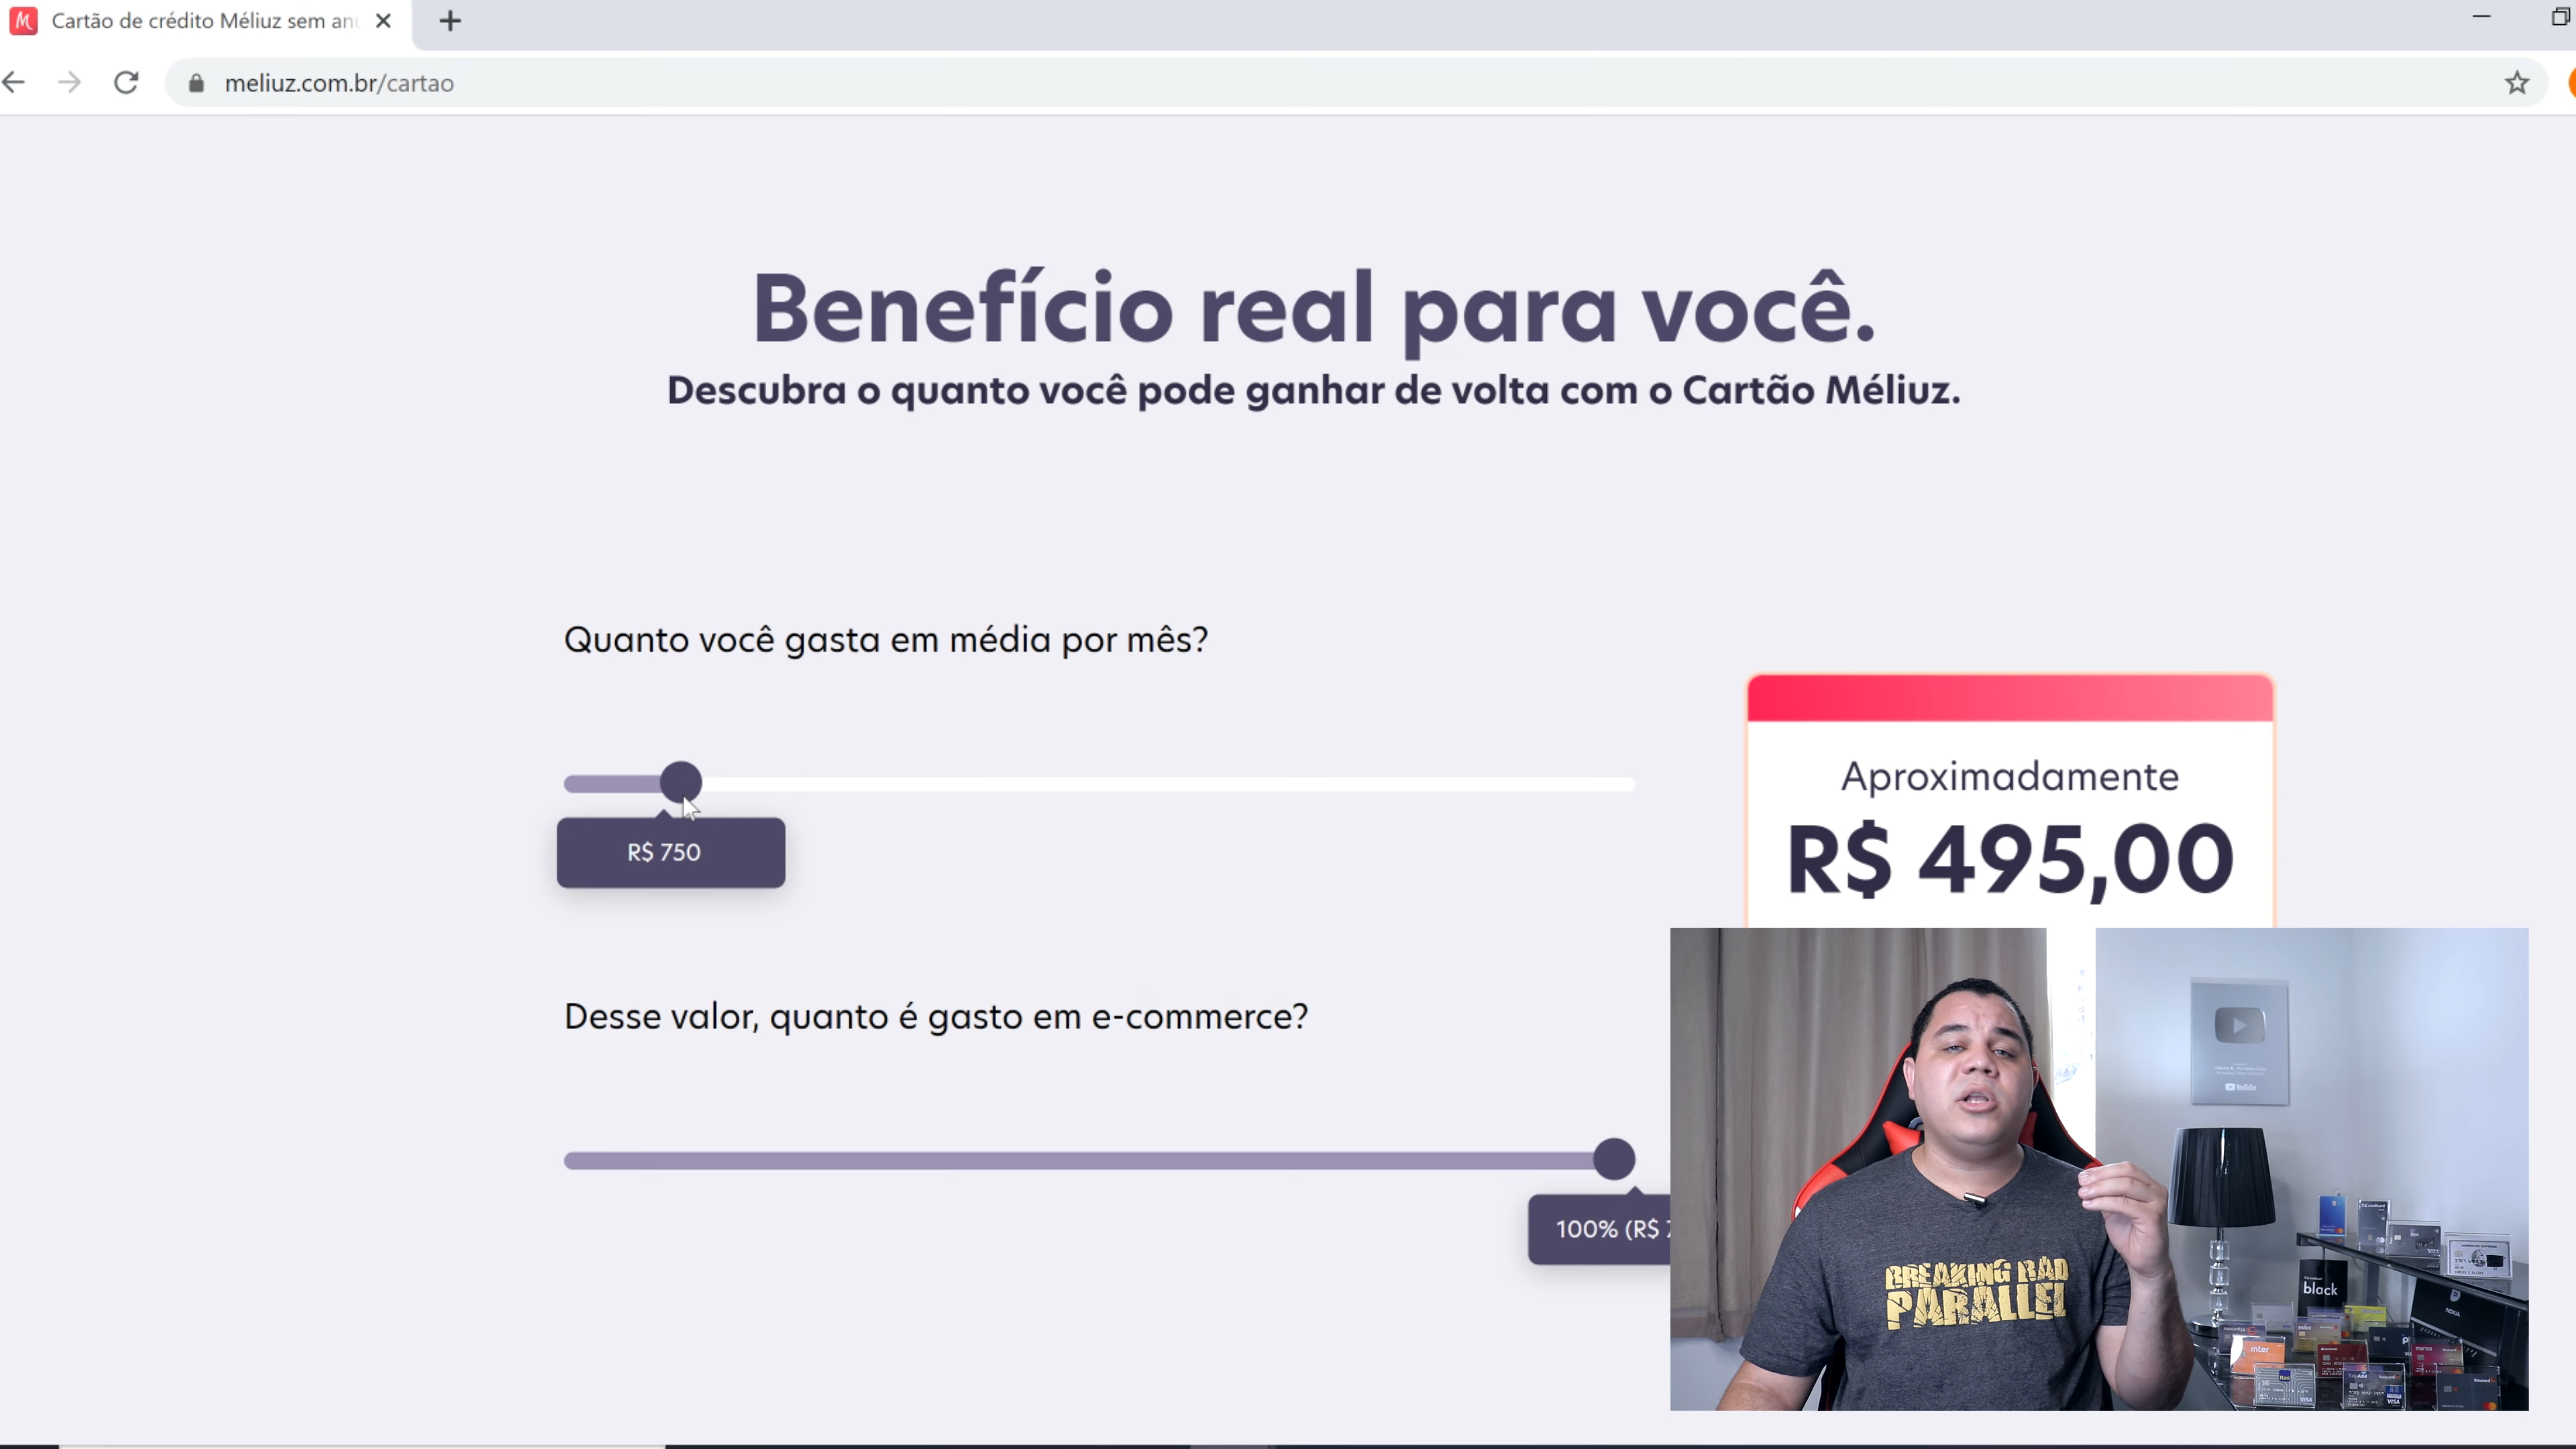 Cartão de crédito Méliuz sem an
meliuz.com.br/cartao
Benefício real para você.
Descubra o quanto você pode ganhar de volta com o Cartão Méliuz.
Quanto você gasta em média por mês?
R$ 750
Aproximadamente
R$ 495,00
Desse valor, quanto é gasto em e-commerce?
100% (R$
YouTube
BREAKING BAD
PARALLEL
black
inter
VISA